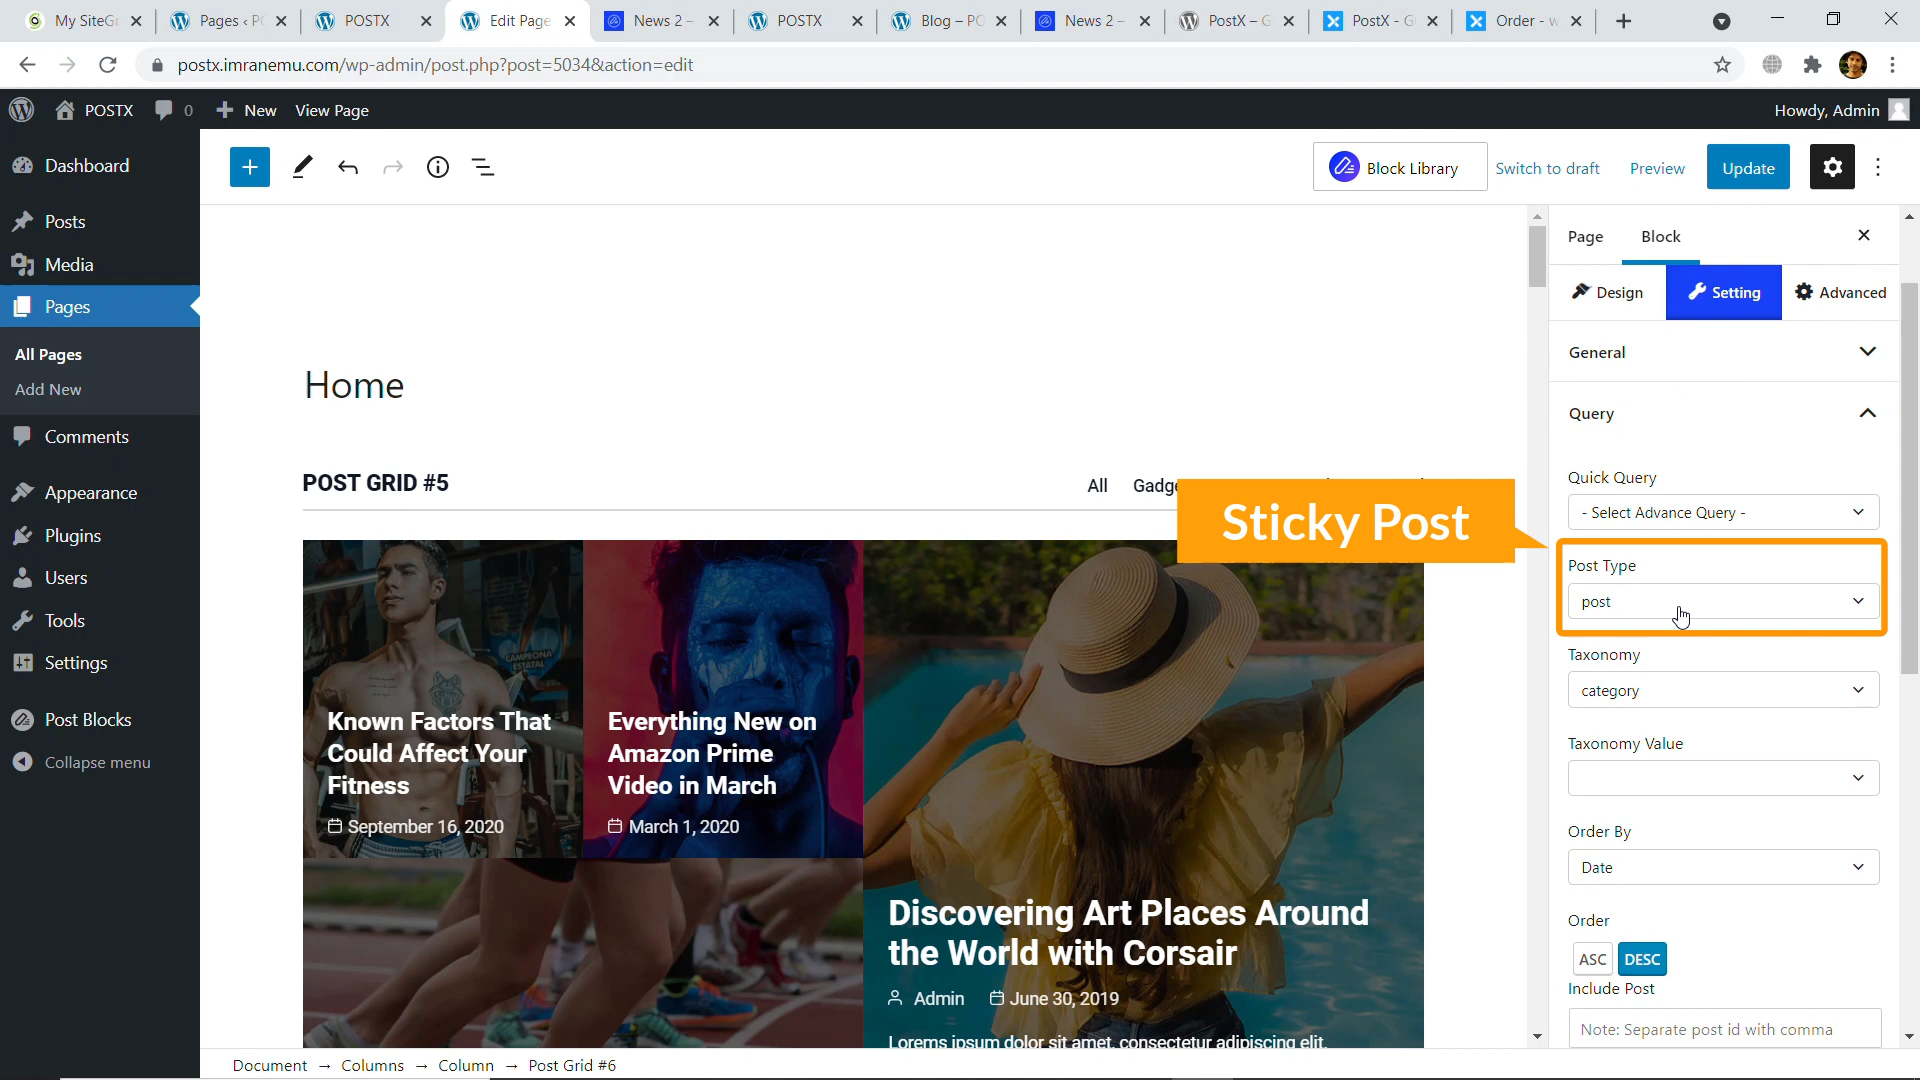 My SiteGr
Pages ‹ PO
POSTX
Edit Page
News 2 –
POSTX
Blog – PO
News 2 –
PostX – G
PostX - G
Order - w
postx.imranemu.com/wp-admin/post.php?post=5034&action=edit
POSTX
0
New
View Page
Howdy, Admin
Dashboard
Posts
Media
Pages
All Pages
Add New
Comments
Appearance
Plugins
Users
Tools
Settings
Post Blocks
Collapse menu
Block Library
Switch to draft
Preview
Update
Home
POST GRID #5
All
Sticky Post
CAMPEONA
ESTATAL
Known Factors That
Could Affect Your
Fitness
September 16, 2020
Everything New on
Amazon Prime
Video in March
March 1, 2020
Discovering Art Places Around
the World with Corsair
Admin
June 30, 2019
Lorems ipsum dolor sit amet, consectetur adipiscing elit.
Page
Block
Design
Setting
Advanced
General
Query
Quick Query
- Select Advance Query -
Post Type
post
Taxonomy
category
Taxonomy Value
Order By
Date
Order
ASC
DESC
Include Post
Note: Separate post id with comma
Document → Columns → Column → Post Grid #6